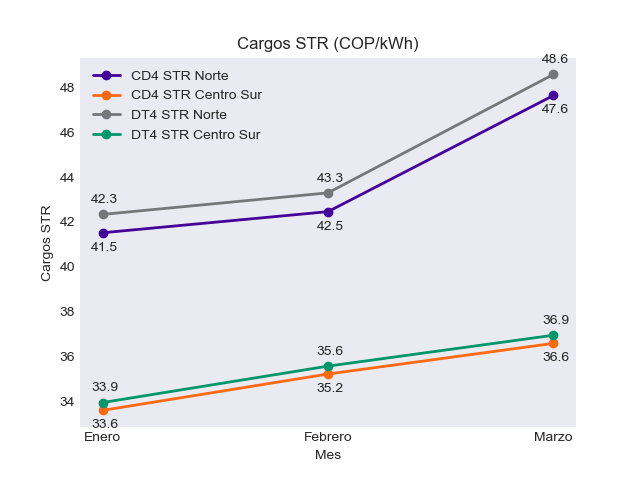 Cargos STR (COP/kWh)
CD4 STR Norte
CD4 STR Centro Sur
DT4 STR Norte
DT4 STR Centro Sur
48.6
47.6
42.3
43.3
41.5
42.5
36.9
35.6
36.6
33.9
35.2
33.6
48
46
44
42
40
38
36
34
Cargos STR
Enero
Febrero
Marzo
Mes